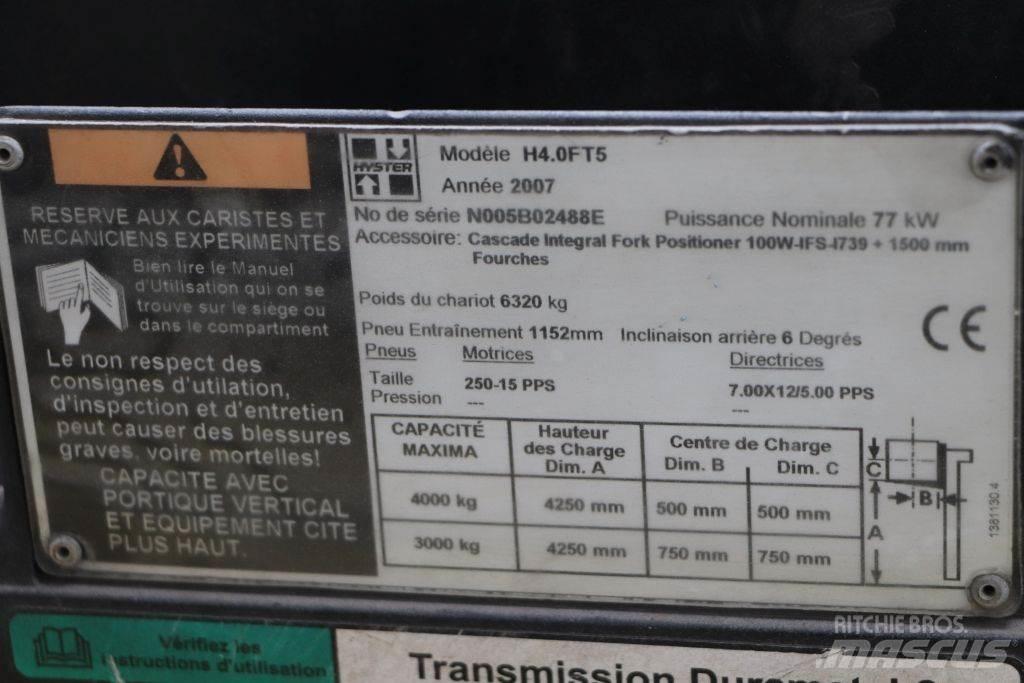 RESERVE AUX CARISTES ET
MECANICIENS EXPERIMENTES
Bien lire le Manuel
d'Utilisation qui on se
trouve sur le siége ou
dans le compartiment
Le non respect des
consignes d'utilation,
d'inspection et d'entretien
peut causer des blessures
graves, voire mortelles!
CAPACITE AVEC
PORTIQUE VERTICAL
ET EQUIPEMENT CITE
PLUS HAUT.
HYSTER
Modèle H4.0FT5
Année 2007
No de série N005B02488E Puissance Nominale 77 kW
Accessoire: Cascade Integral Fork Positioner 100W-IFS-I739 + 1500 mm
Fourches
Poids du chariot 6320 kg
Pneu Entraînement 1152mm Inclinaison arrière 6 Degrés
Pneus Motrices Directrices
Taille 250-15 PPS 7.00X12/5.00 PPS
Pression --- ---
CE
CAPACITÉ MAXIMA
Hauteur des Charge Dim. A
Centre de Charge
Dim. B Dim. C
4000 kg 4250 mm 500 mm 500 mm
3000 kg 4250 mm 750 mm 750 mm
C
B
A
1381130.4
Vérifiez les
instructions d'utilisation
Transmission
RITCHIE BROS.
MASCUS